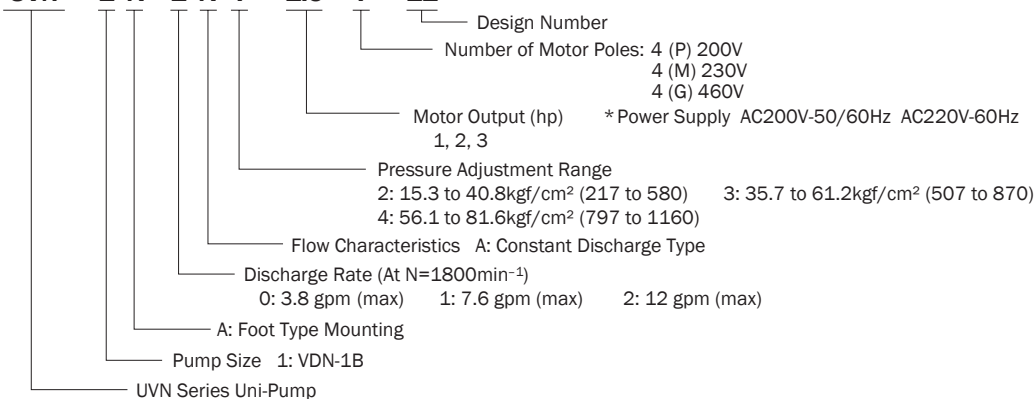 Design Number
Number of Motor Poles: 4 (P) 200V
4 (M) 230V
4 (G) 460V
Motor Output (hp) *Power Supply AC200V-50/60Hz AC220V-60Hz
1, 2, 3
Pressure Adjustment Range
2: 15.3 to 40.8kgf/cm² (217 to 580) 3: 35.7 to 61.2kgf/cm² (507 to 870)
4: 56.1 to 81.6kgf/cm² (797 to 1160)
Flow Characteristics A: Constant Discharge Type
Discharge Rate (At N=1800min⁻¹)
0: 3.8 gpm (max) 1: 7.6 gpm (max) 2: 12 gpm (max)
A: Foot Type Mounting
Pump Size 1: VDN-1B
UVN Series Uni-Pump